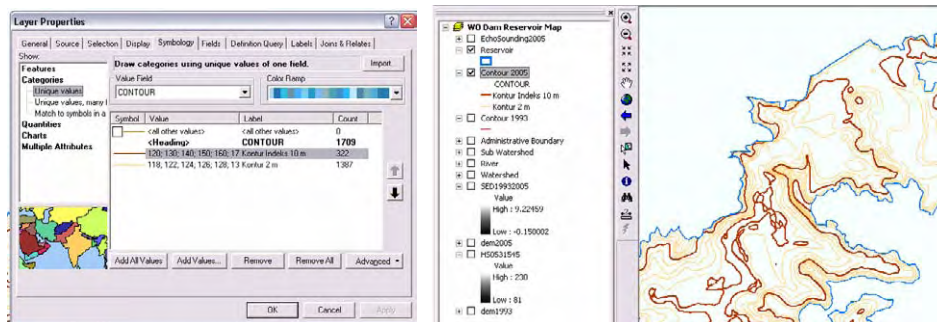 Layer Properties
General Source Selection Display Symbology Fields Definition Query Labels Joins & Relates
Show:
Features
Categories
Unique values
Unique values, many f
Match to symbols in a
Quantities
Charts
Multiple Attributes
Draw categories using unique values of one field.
Import...
Value Field
Color Ramp
CONTOUR
Symbol Value Label Count
<all other values> <all other values> 0
<Heading> CONTOUR 1709
120; 130; 140; 150; 160; 17 Kontur Indeks 10 m 322
118, 122, 124, 126, 128, 13 Kontur 2 m 1387
Add All Values Add Values... Remove Remove All Advanced
OK Cancel Apply
WO Dam Reservoir Map
EchoSounding2005
Reservoir
Contour 2005
CONTOUR
Kontur Indeks 10 m
Kontur 2 m
Contour 1993
Administrative Boundary
Sub Watershed
River
Watershed
SED19932005
Value
High : 9.22459
Low : -0.150002
dem2005
HS0531545
Value
High : 230
Low : 81
dem1993